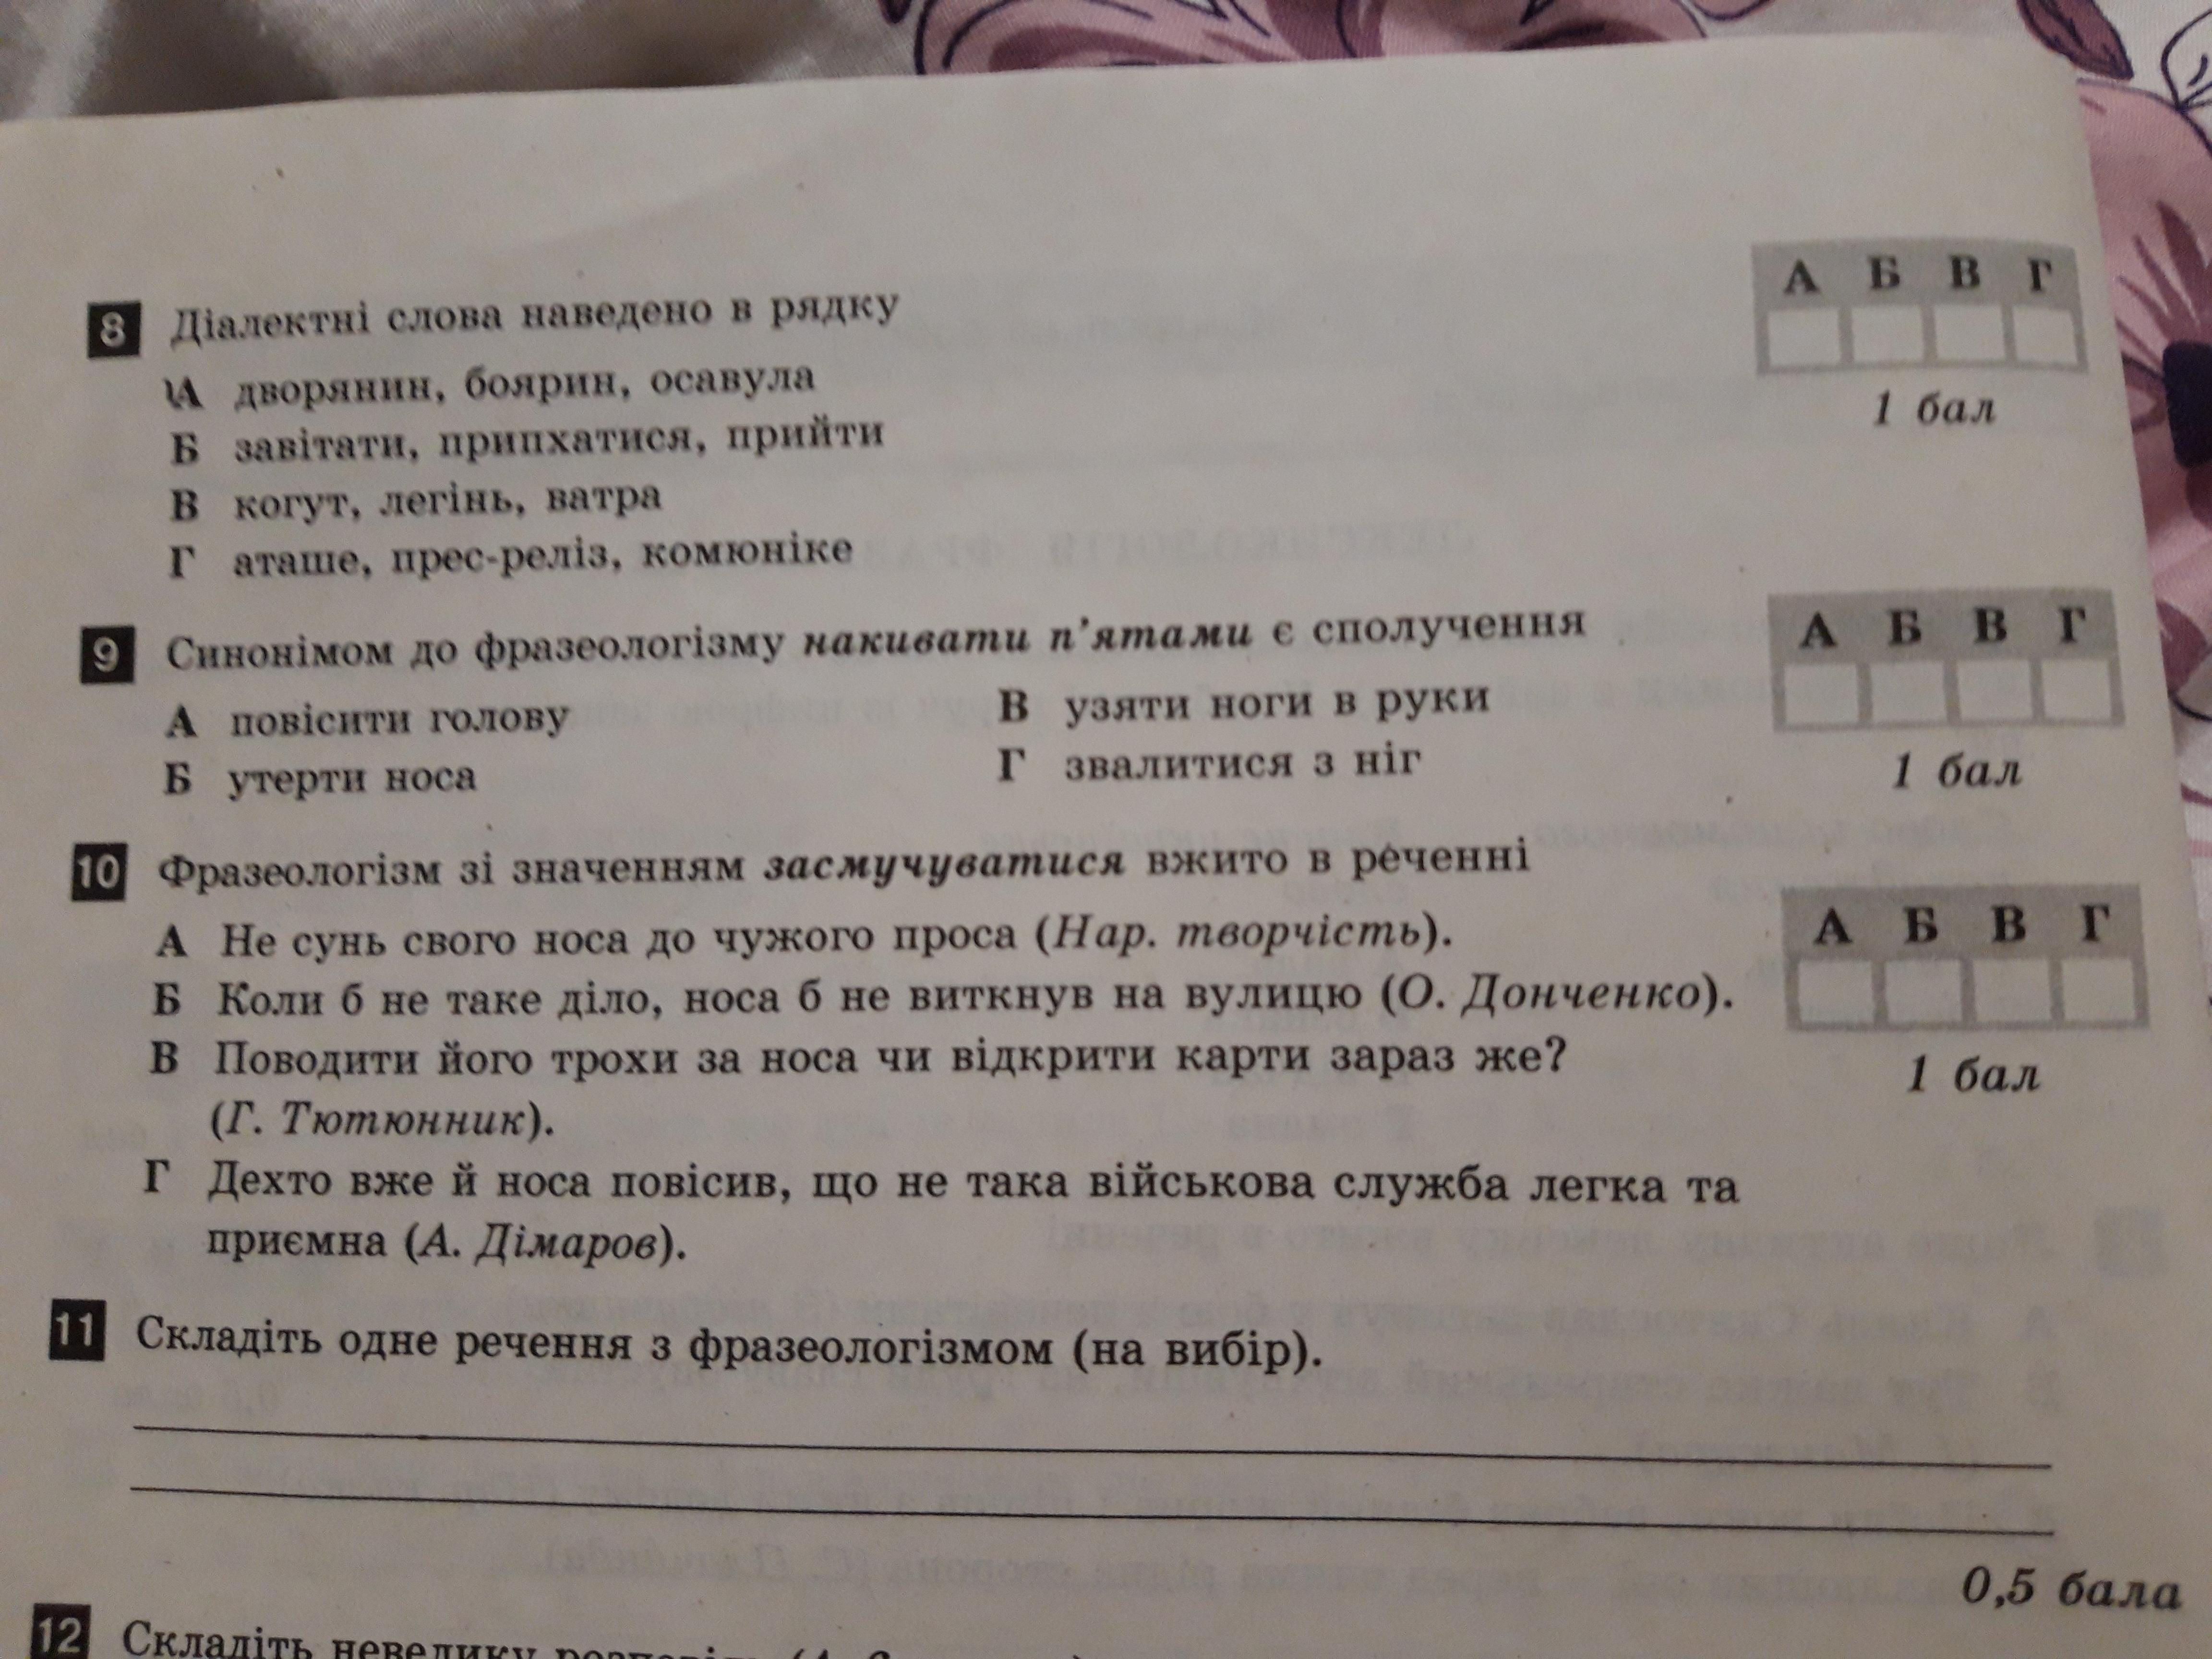 8 Діалектні слова наведено в рядку
А Б В Г
А дворянин, боярин, осавула
Б завітати, припхатися, прийти
В когут, легінь, ватра
Г аташе, прес-реліз, комюніке
1 бал
9 Синонімом до фразеологізму накивати п'ятами є сполучення
А Б В Г
А повісити голову
Б утерти носа
В узяти ноги в руки
Г звалитися з ніг
1 бал
10 Фразеологізм зі значенням засмучуватися вжито в реченні
А Б В Г
А Не сунь свого носа до чужого проса (Нар. творчість).
Б Коли б не таке діло, носа б не виткнув на вулицю (О. Донченко).
В Поводити його трохи за носа чи відкрити карти зараз же?
(Г. Тютюнник).
Г Дехто вже й носа повісив, що не така військова служба легка та
приємна (А. Дімаров).
1 бал
11 Складіть одне речення з фразеологізмом (на вибір).
0,5 бала
12 Складіть невелику